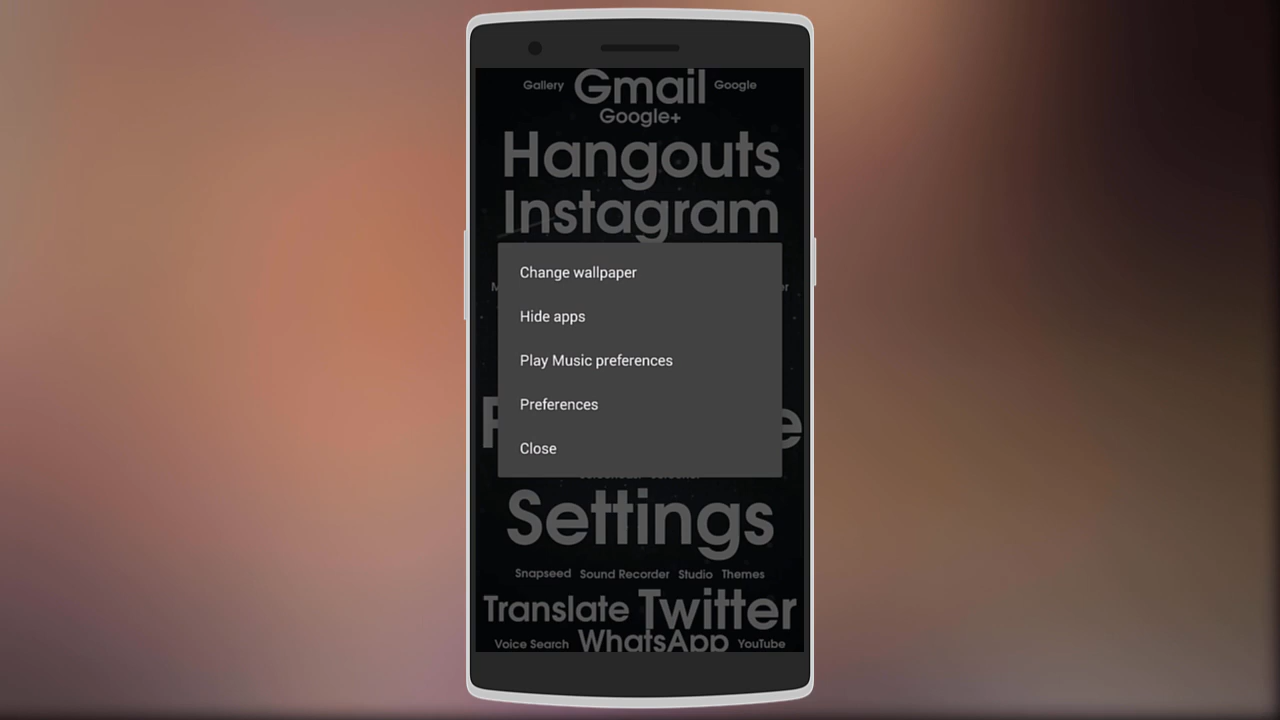 Gallery Gmail Google
Google+
Hangouts
Instagram
Change wallpaper
Hide apps
Play Music preferences
Preferences
Close
Settings
Snapseed Sound Recorder Studio Themes
Translate Twitter
Voice Search WhatsApp YouTube